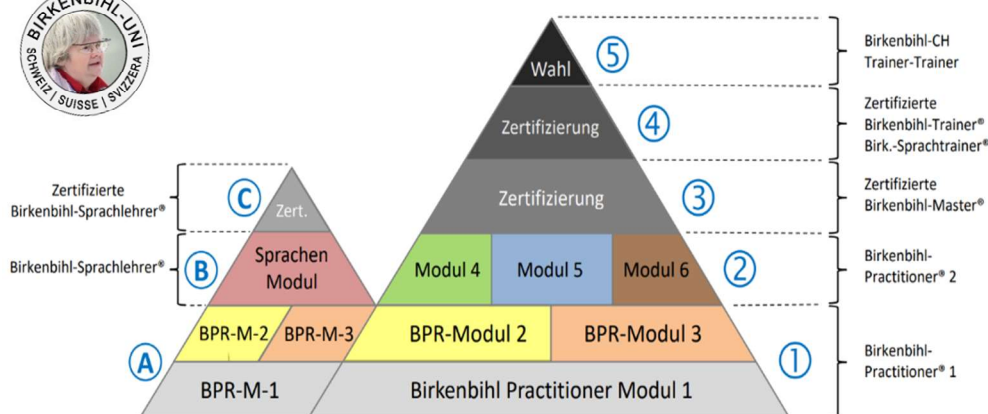 BIRKENBIHL-UNI
SCHWEIZ | SUISSE | SVIZZERA
Zertifizierte
Birkenbihl-Sprachlehrer®
Birkenbihl-Sprachlehrer®
C
Zert.
B
Sprachen
Modul
A
BPR-M-2
BPR-M-3
BPR-M-1
Wahl
5
Zertifizierung
4
Zertifizierung
3
Modul 4
Modul 5
Modul 6
2
BPR-Modul 2
BPR-Modul 3
1
Birkenbihl Practitioner Modul 1
Birkenbihl-CH
Trainer-Trainer
Zertifizierte
Birkenbihl-Trainer®
Birk.-Sprachtrainer®
Zertifizierte
Birkenbihl-Master®
Birkenbihl-
Practitioner® 2
Birkenbihl-
Practitioner® 1